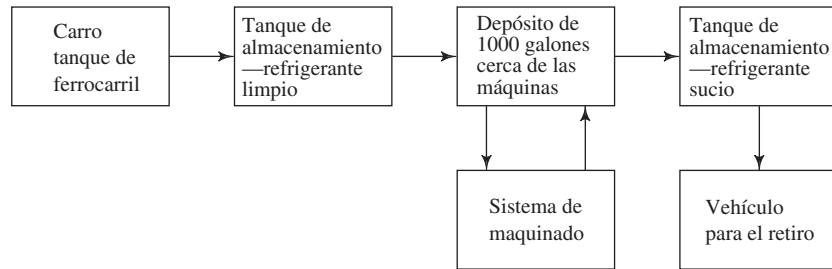 Carro
tanque de
ferrocarril
Tanque de
almacenamiento
—refrigerante
limpio
Depósito de
1000 galones
cerca de las
máquinas
Tanque de
almacenamiento
—refrigerante
sucio
Sistema de
maquinado
Vehículo
para el retiro